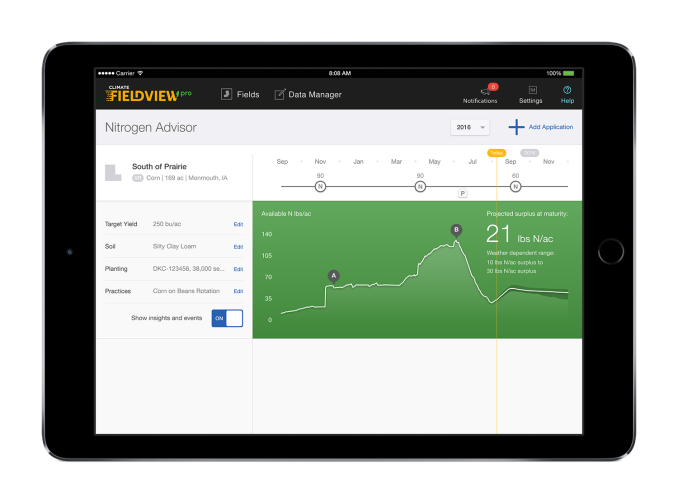 Carrier
8:08 AM
100%
CLIMATE
FIELDVIEW pro
Fields
Data Manager
0
Notifications
Settings
Help
Nitrogen Advisor
2016
Add Application
South of Prairie
Corn | 169 ac | Monmouth, IA
Sep Nov Jan Mar May Jul Sep Nov
Today
90 90 60
N N N
P
Target Yield 250 bu/ac Edit
Soil Silty Clay Loam Edit
Planting DKC-123456, 38,000 se... Edit
Practices Corn on Beans Rotation Edit
Show insights and events ON
Available N lbs/ac
140
105
70
35
0
A
B
Projected surplus at maturity:
21 lbs N/ac
Weather dependent range:
10 lbs N/ac surplus to
30 lbs N/ac surplus